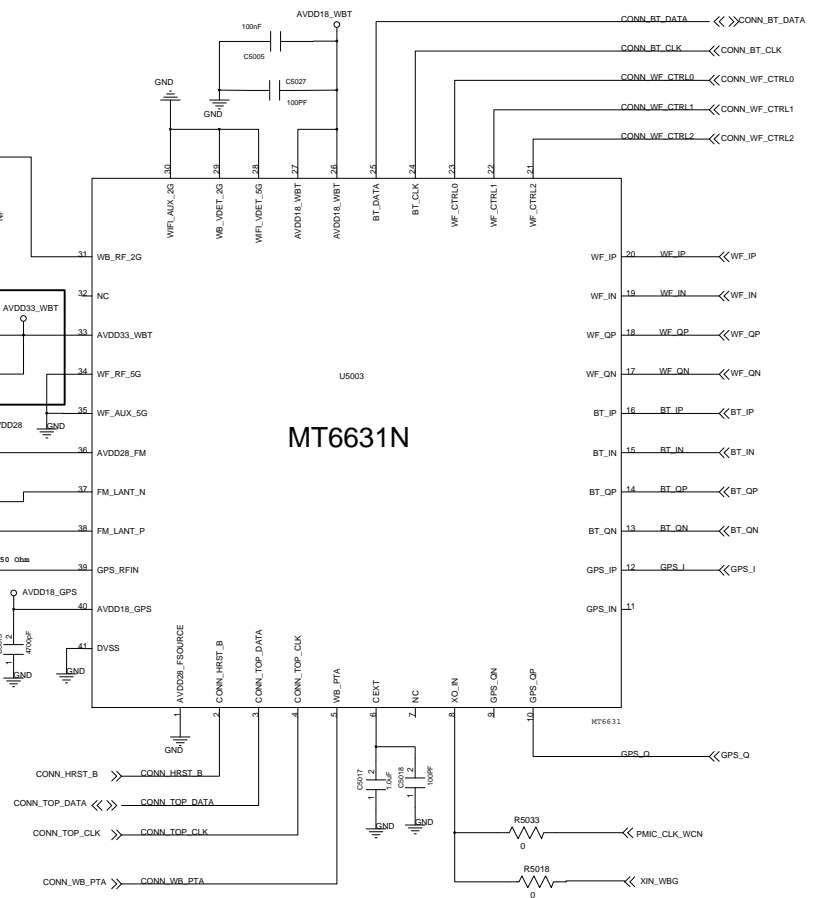 AVDD18_WBT
100nF
C5005
C5027
100PF
GND
GND
CONN_BT_DATA
CONN_BT_DATA
CONN_BT_CLK
CONN_BT_CLK
CONN_WF_CTRL0
CONN_WF_CTRL0
CONN_WF_CTRL1
CONN_WF_CTRL1
CONN_WF_CTRL2
CONN_WF_CTRL2
30
29
28
27
26
25
24
23
22
21
WIFI_AUX_2G
WB_VDET_2G
WIFI_VDET_5G
AVDD18_WBT
AVDD18_WBT
BT_DATA
BT_CLK
WF_CTRL0
WF_CTRL1
WF_CTRL2
31 WB_RF_2G
32 NC
AVDD33_WBT
33 AVDD33_WBT
34 WF_RF_5G
35 WF_AUX_5G
GND
36 AVDD28_FM
37 FM_LANT_N
38 FM_LANT_P
50 Ohm
39 GPS_RFIN
AVDD18_GPS
40 AVDD18_GPS
41 DVSS
2
4700pF
1
GND
GND
U5003
MT6631N
WF_IP 20 WF_IP WF_IP
WF_IN 19 WF_IN WF_IN
WF_QP 18 WF_QP WF_QP
WF_QN 17 WF_QN WF_QN
BT_IP 16 BT_IP BT_IP
BT_IN 15 BT_IN BT_IN
BT_QP 14 BT_QP BT_QP
BT_QN 13 BT_QN BT_QN
GPS_IP 12 GPS_I GPS_I
GPS_IN 11
AVDD28_FSOURCE
CONN_HRST_B
CONN_TOP_DATA
CONN_TOP_CLK
WB_PTA
CEXT
NC
XO_IN
GPS_QN
GPS_QP
1
2
3
4
5
6
7
8
9
10
MT6631
GND
GPS_Q
GPS_Q
CONN_HRST_B CONN_HRST_B
CONN_TOP_DATA CONN_TOP_DATA
CONN_TOP_CLK CONN_TOP_CLK
CONN_WB_PTA CONN_WB_PTA
C5017
2
1
1.0uF
C5018
2
1
100PF
GND
GND
R5033
0
PMIC_CLK_WCN
R5018
0
XIN_WBG